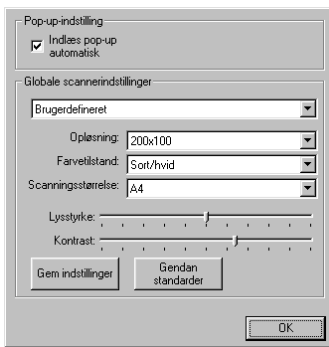 Pop-up-indstilling
Indlæs pop-up
automatisk
Globale scannerindstillinger
Brugerdefineret
Opløsning: 200x100
Farvetilstand: Sort/hvid
Scanningsstørrelse: A4
Lysstyrke:
Kontrast:
Gem indstillinger
Gendan
standarder
OK